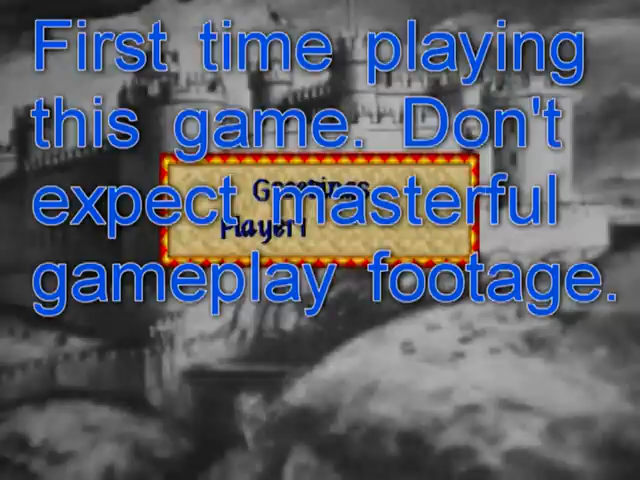 First time playing
this game. Don't
expect masterful
gameplay footage.
Greetings
Player1